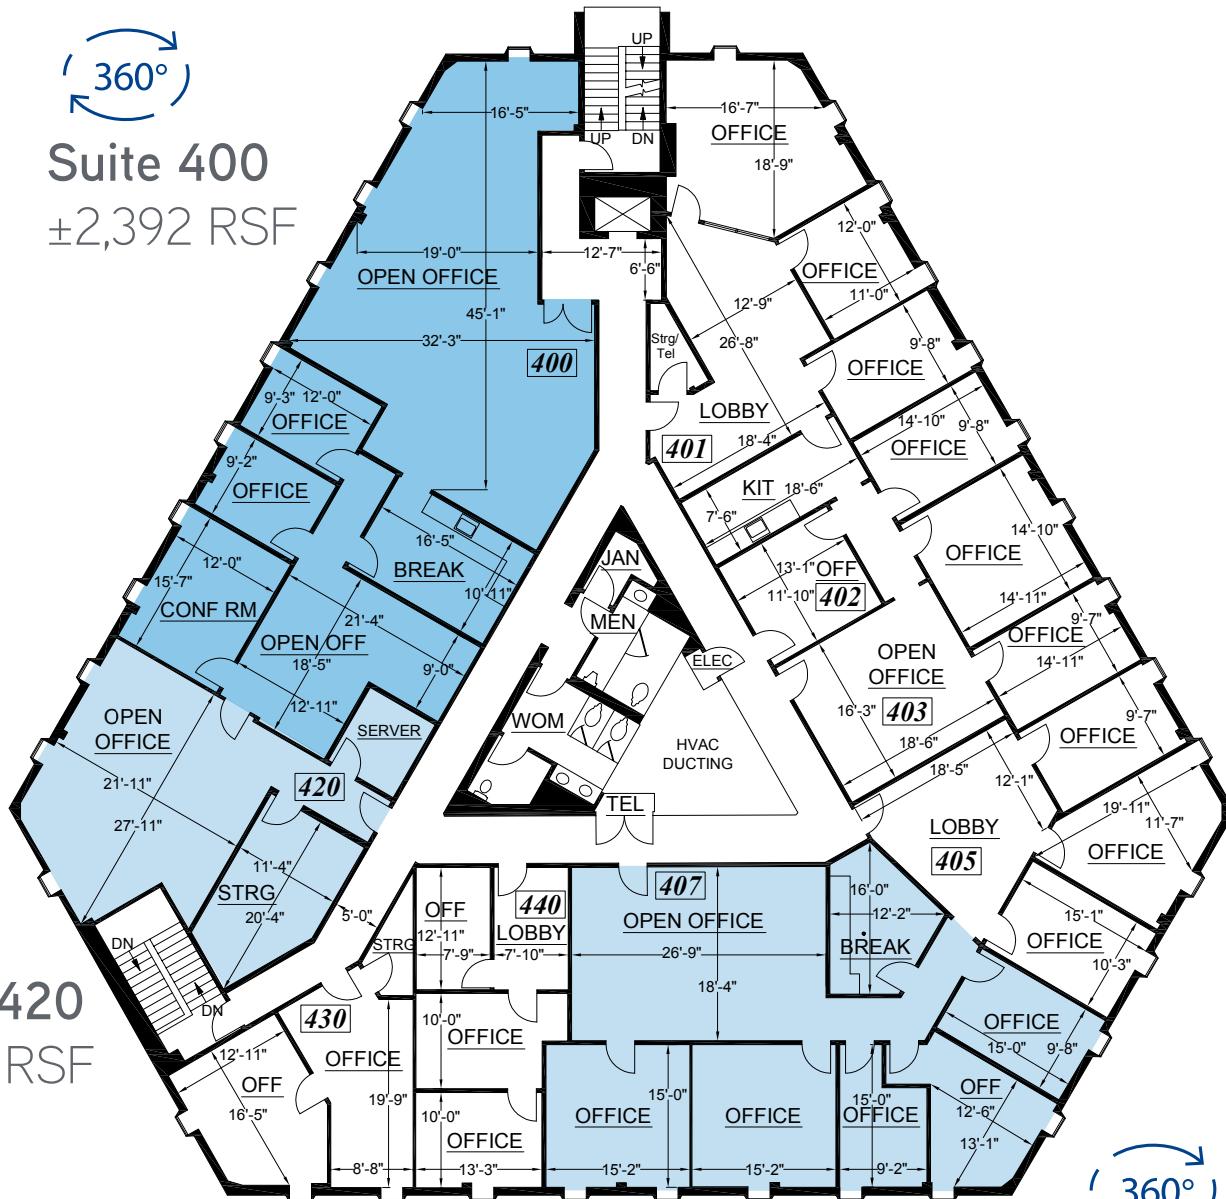 360°
Suite 400
±2,392 RSF
UP
UP
DN
16'-5"
16'-7"
OFFICE
18'-9"
19'-0"
OPEN OFFICE
45'-1"
32'-3"
400
12'-7"
6'-6"
12'-0"
OFFICE
11'-0"
12'-9"
26'-8"
Strg/
Tel
LOBBY
18'-4"
401
9'-8"
OFFICE
14'-10"
OFFICE
9'-8"
9'-3"
12'-0"
OFFICE
9'-2"
OFFICE
KIT
18'-6"
7'-6"
16'-5"
BREAK
10'-11"
12'-0"
15'-7"
CONF RM
21'-4"
OPEN OFF
18'-5"
12'-11"
9'-0"
JAN
MEN
ELEC
WOM
HVAC
DUCTING
TEL
13'-1"
OFF
11'-10"
402
14'-10"
OFFICE
14'-11"
9'-7"
OFFICE
14'-11"
OPEN
OFFICE
16'-3"
403
18'-6"
9'-7"
OFFICE
18'-5"
12'-1"
LOBBY
405
19'-11"
11'-7"
OFFICE
SERVER
OPEN
OFFICE
21'-11"
27'-11"
420
11'-4"
STRG
20'-4"
5'-0"
STRG
DN
DN
420
RSF
OFF
12'-11"
7'-9"
440
LOBBY
7'-10"
407
OPEN OFFICE
26'-9"
18'-4"
16'-0"
12'-2"
BREAK
15'-1"
OFFICE
10'-3"
OFFICE
15'-0"
9'-8"
430
OFFICE
12'-11"
OFF
16'-5"
19'-9"
8'-8"
10'-0"
OFFICE
10'-0"
OFFICE
13'-3"
15'-0"
OFFICE
15'-2"
OFFICE
15'-2"
15'-0"
OFFICE
9'-2"
OFF
12'-6"
13'-1"
360°